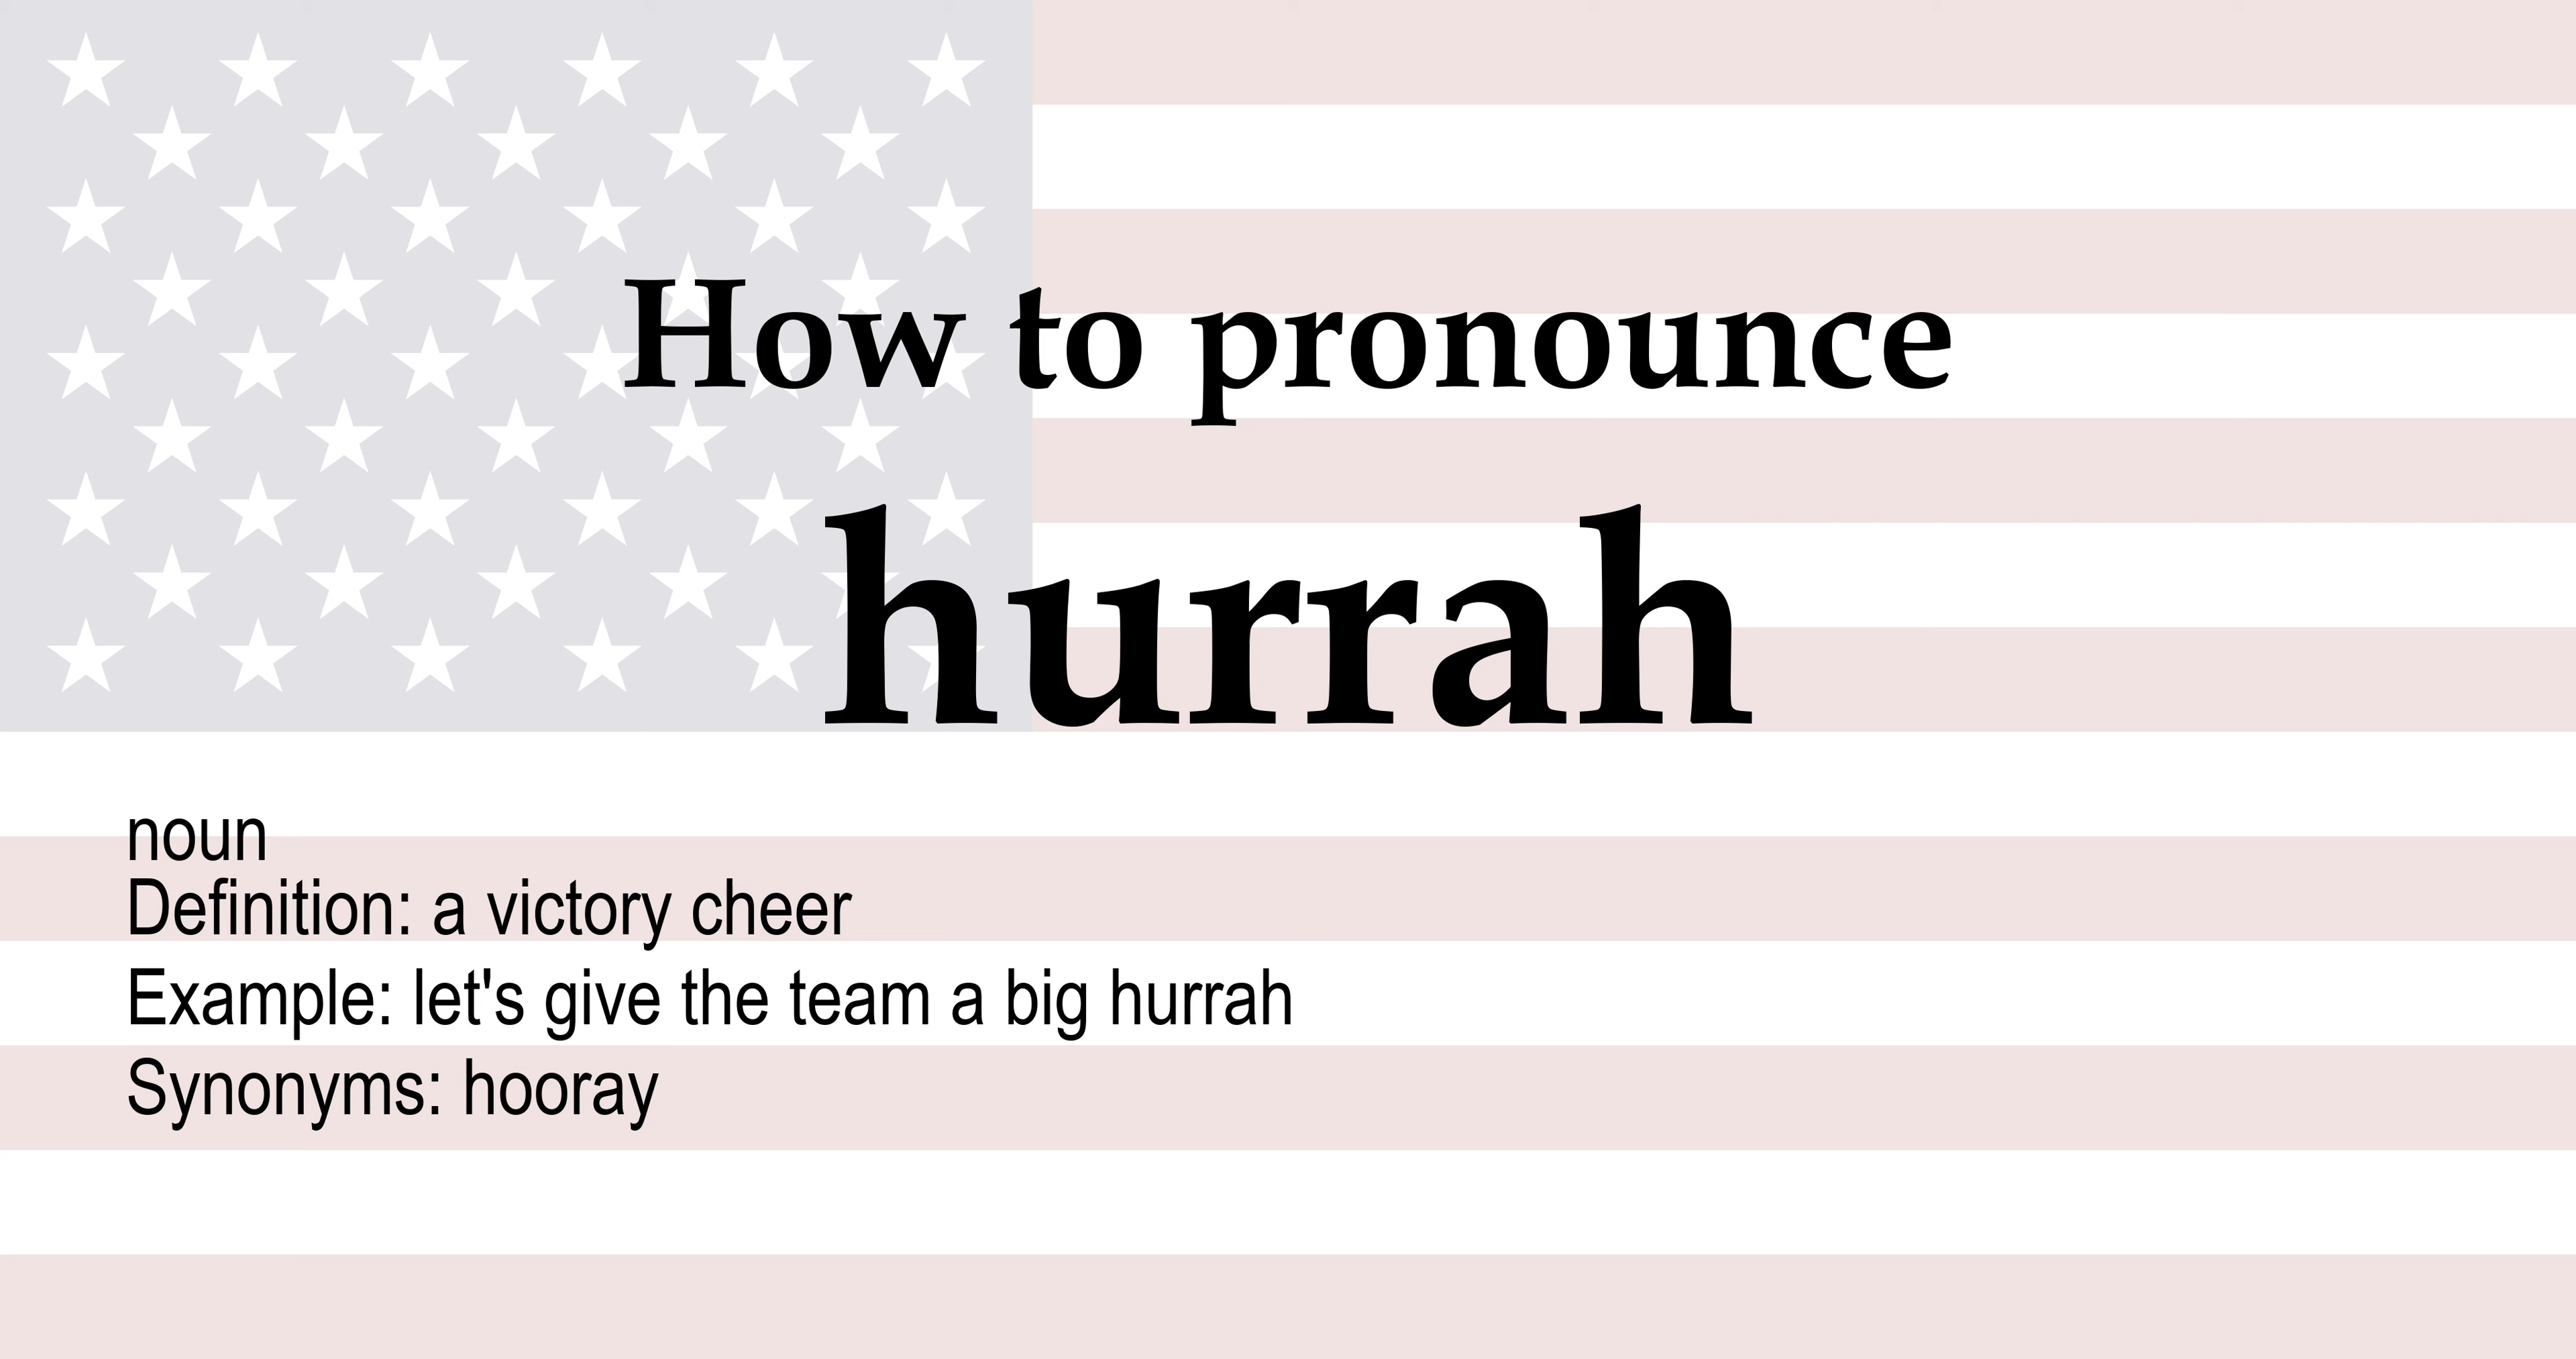 How to pronounce
hurrah
noun
Definition: a victory cheer
Example: let's give the team a big hurrah
Synonyms: hooray